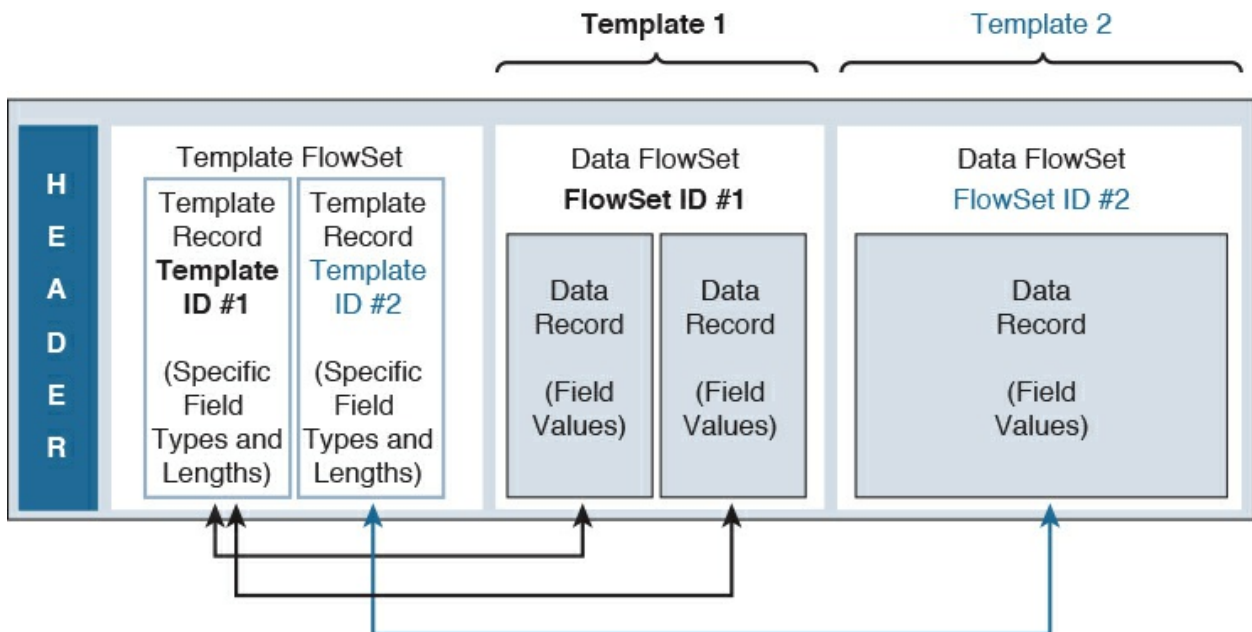 Template 1
Template 2
H
E
A
D
E
R
Template FlowSet
Template
Record
Template
ID #1
(Specific
Field
Types and
Lengths)
Template
Record
Template
ID #2
(Specific
Field
Types and
Lengths)
Data FlowSet
FlowSet ID #1
Data
Record
(Field
Values)
Data
Record
(Field
Values)
Data FlowSet
FlowSet ID #2
Data
Record
(Field
Values)